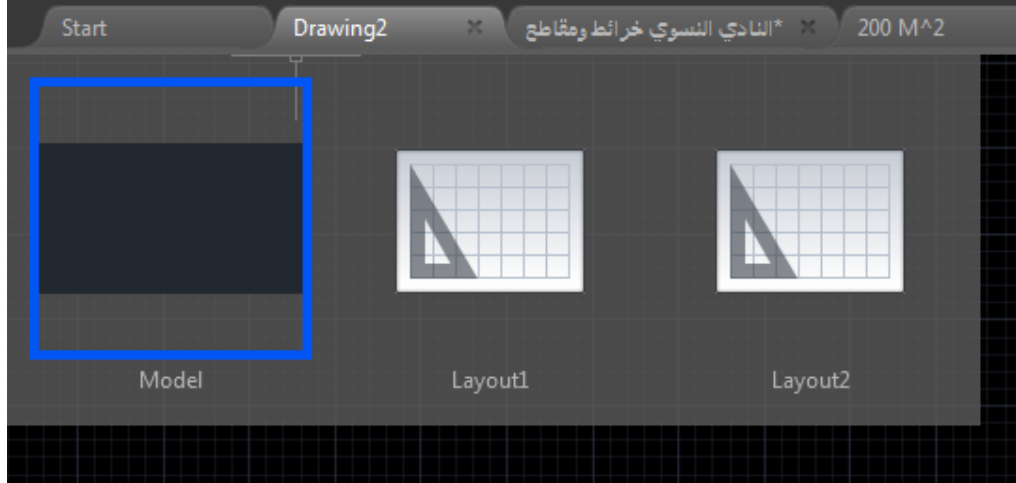 Start
Drawing2
*النادي النسوي خرائط ومقاطع
200 M^2
Model
Layout1
Layout2